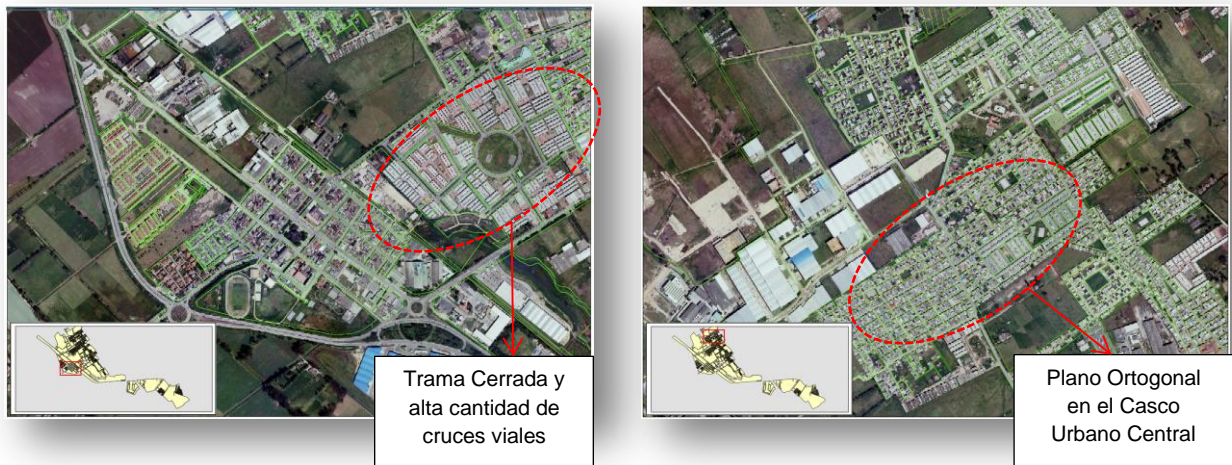 Trama Cerrada y
alta cantidad de
cruces viales
Plano Ortogonal
en el Casco
Urbano Central